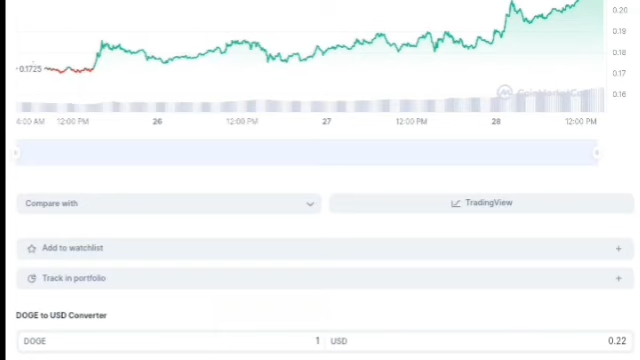 0.20
0.19
0.18
0.1725
0.17
0.16
CoinMarketCap
4:00 AM 12:00 PM 26 12:00 PM 27 12:00 PM 28 12:00 PM
Compare with
TradingView
Add to watchlist +
Track in portfolio +
DOGE to USD Converter
DOGE 1 USD 0.22